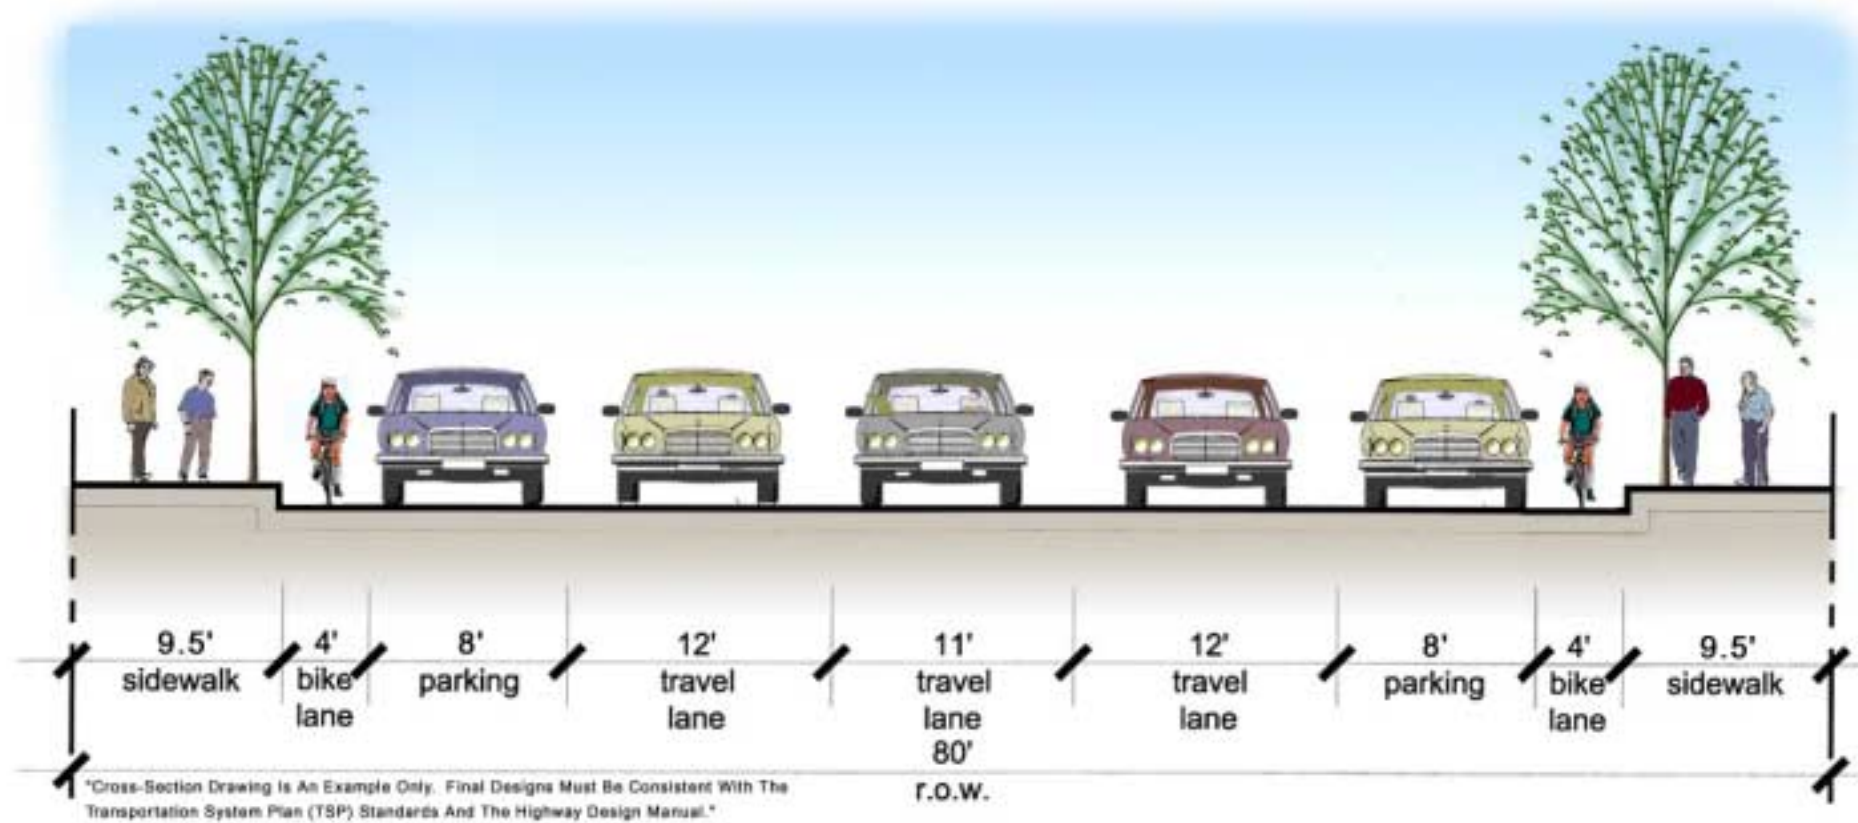 9.5' 4' 8' 12' 11' 12' 8' 4' 9.5'
sidewalk bike parking travel travel travel parking bike sidewalk
lane lane lane lane lane
80'
r.o.w.
"Cross-Section Drawing Is An Example Only. Final Designs Must Be Consistent With The
Transportation System Plan (TSP) Standards And The Highway Design Manual."